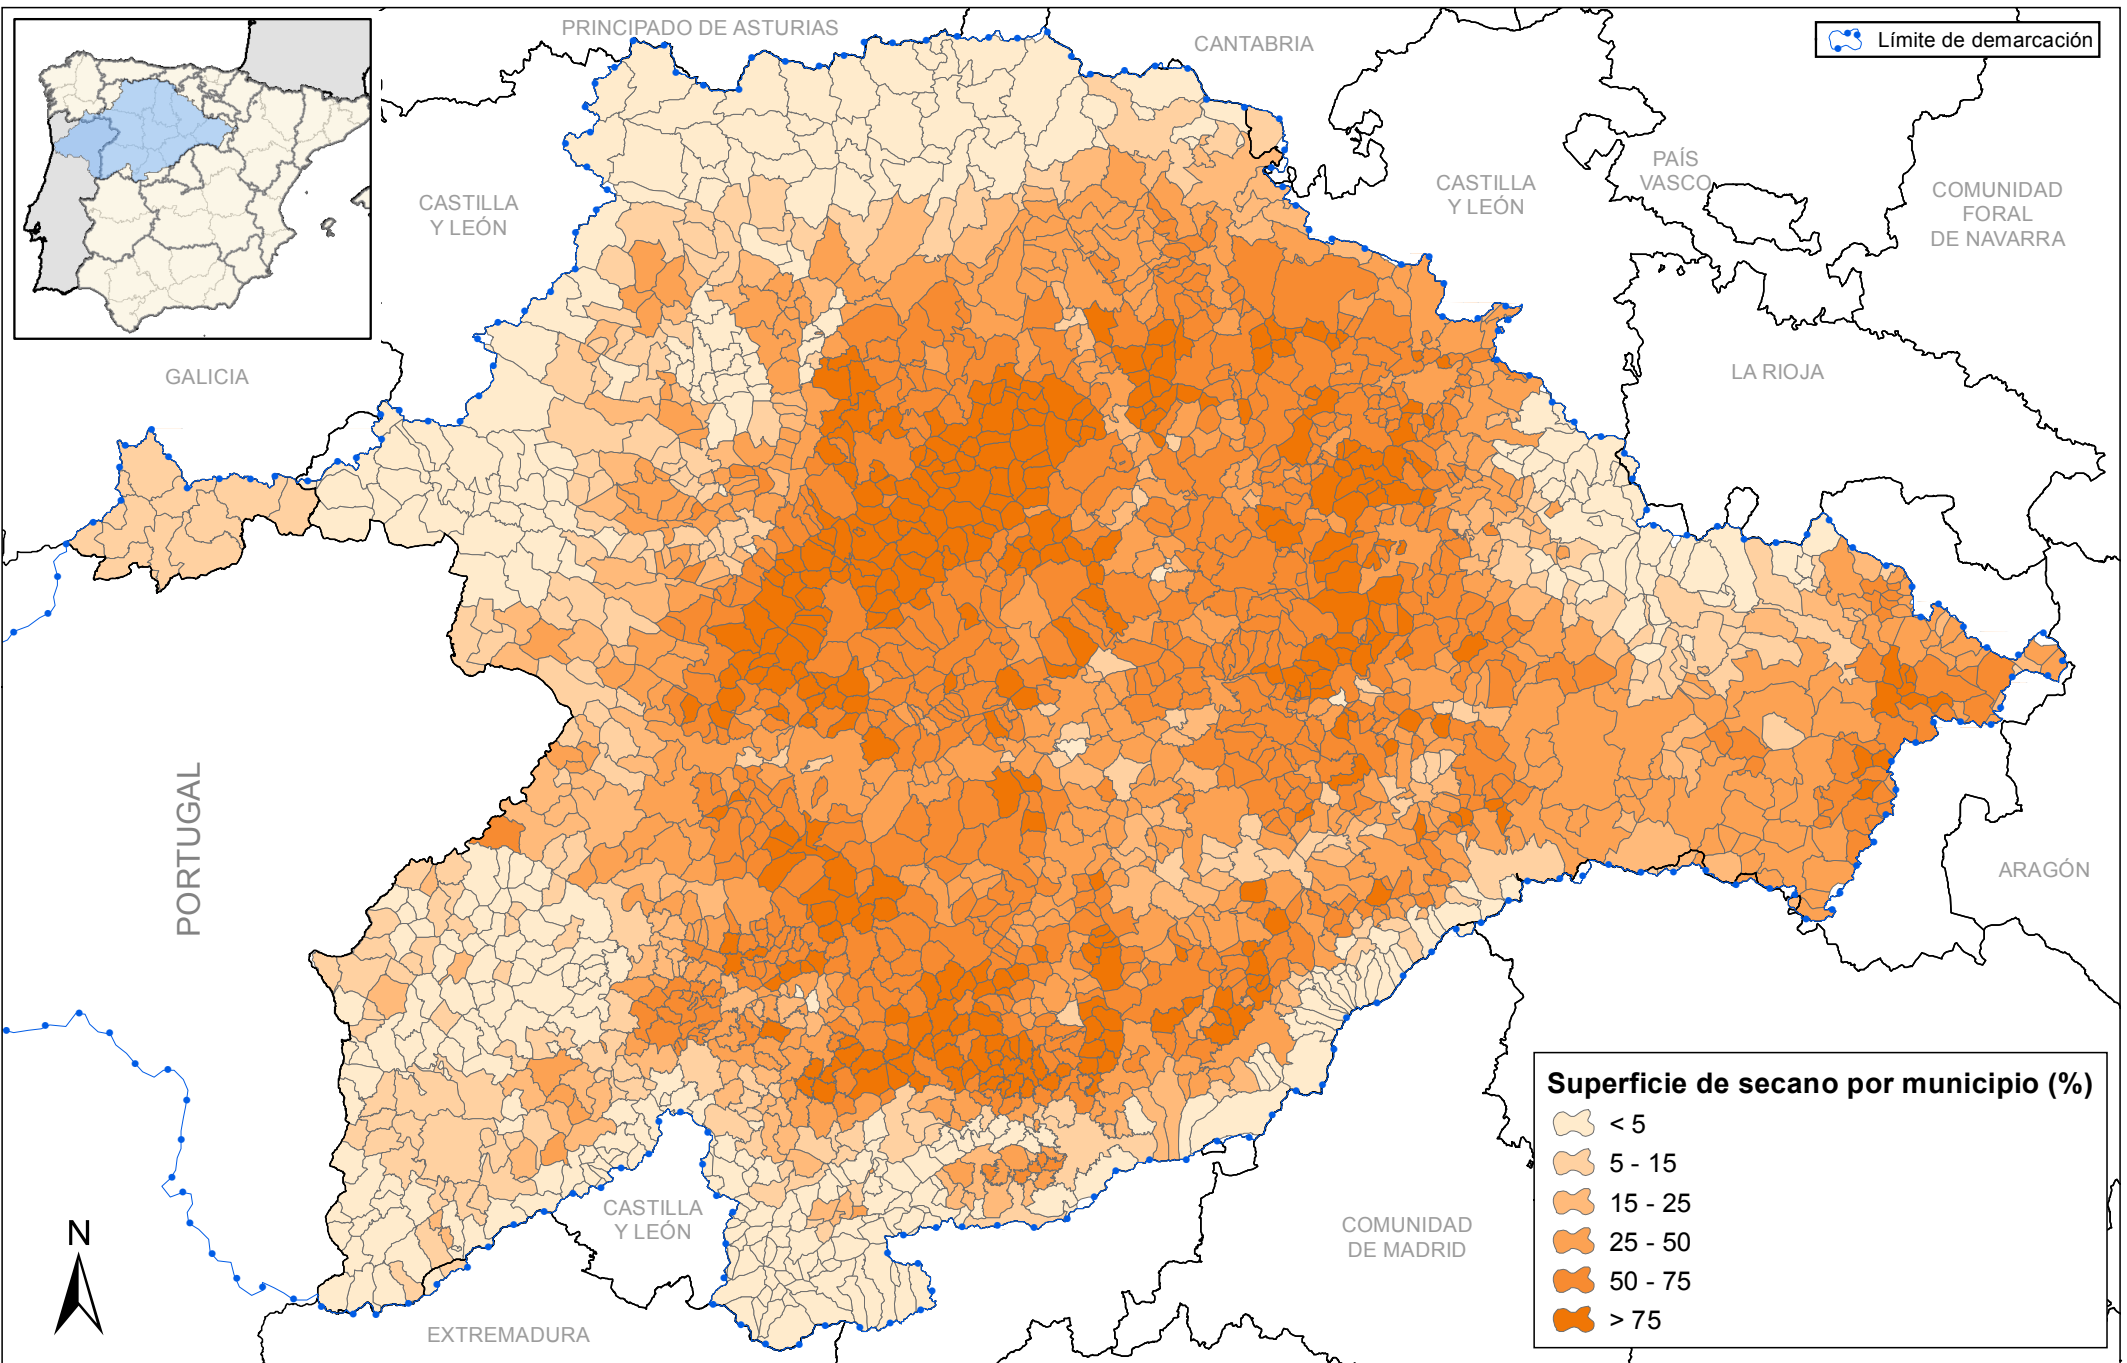 PRINCIPADO DE ASTURIAS
CANTABRIA
Límite de demarcación
CASTILLA
Y LEÓN
CASTILLA
Y LEÓN
PAÍS
VASCO
COMUNIDAD
FORAL
DE NAVARRA
GALICIA
LA RIOJA
PORTUGAL
ARAGÓN
CASTILLA
Y LEÓN
COMUNIDAD
DE MADRID
EXTREMADURA
N
Superficie de secano por municipio (%)
< 5
5 - 15
15 - 25
25 - 50
50 - 75
> 75